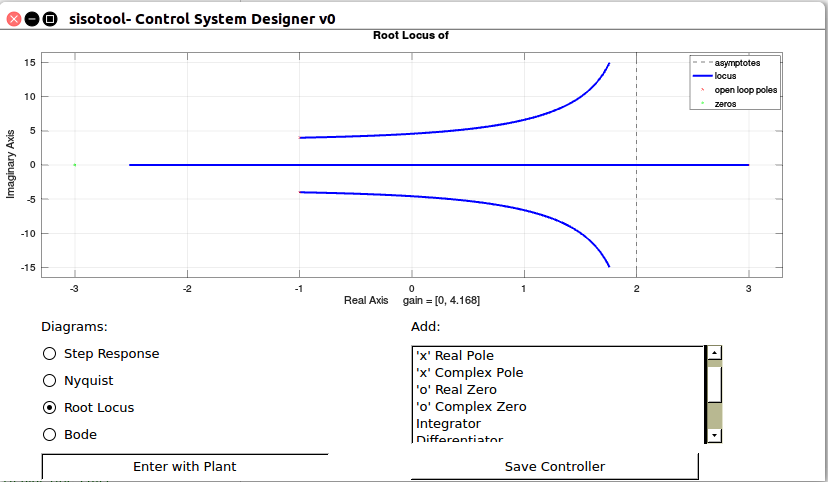 sisotool- Control System Designer v0
Root Locus of
asymptotes
locus
open loop poles
zeros
15
10
5
0
-5
-10
-15
Imaginary Axis
-3 -2 -1 0 1 2 3
Real Axis gain = [0, 4.168]
Diagrams:
Step Response
Nyquist
Root Locus
Bode
Add:
'x' Real Pole
'x' Complex Pole
'o' Real Zero
'o' Complex Zero
Integrator
Differentiator
Enter with Plant
Save Controller